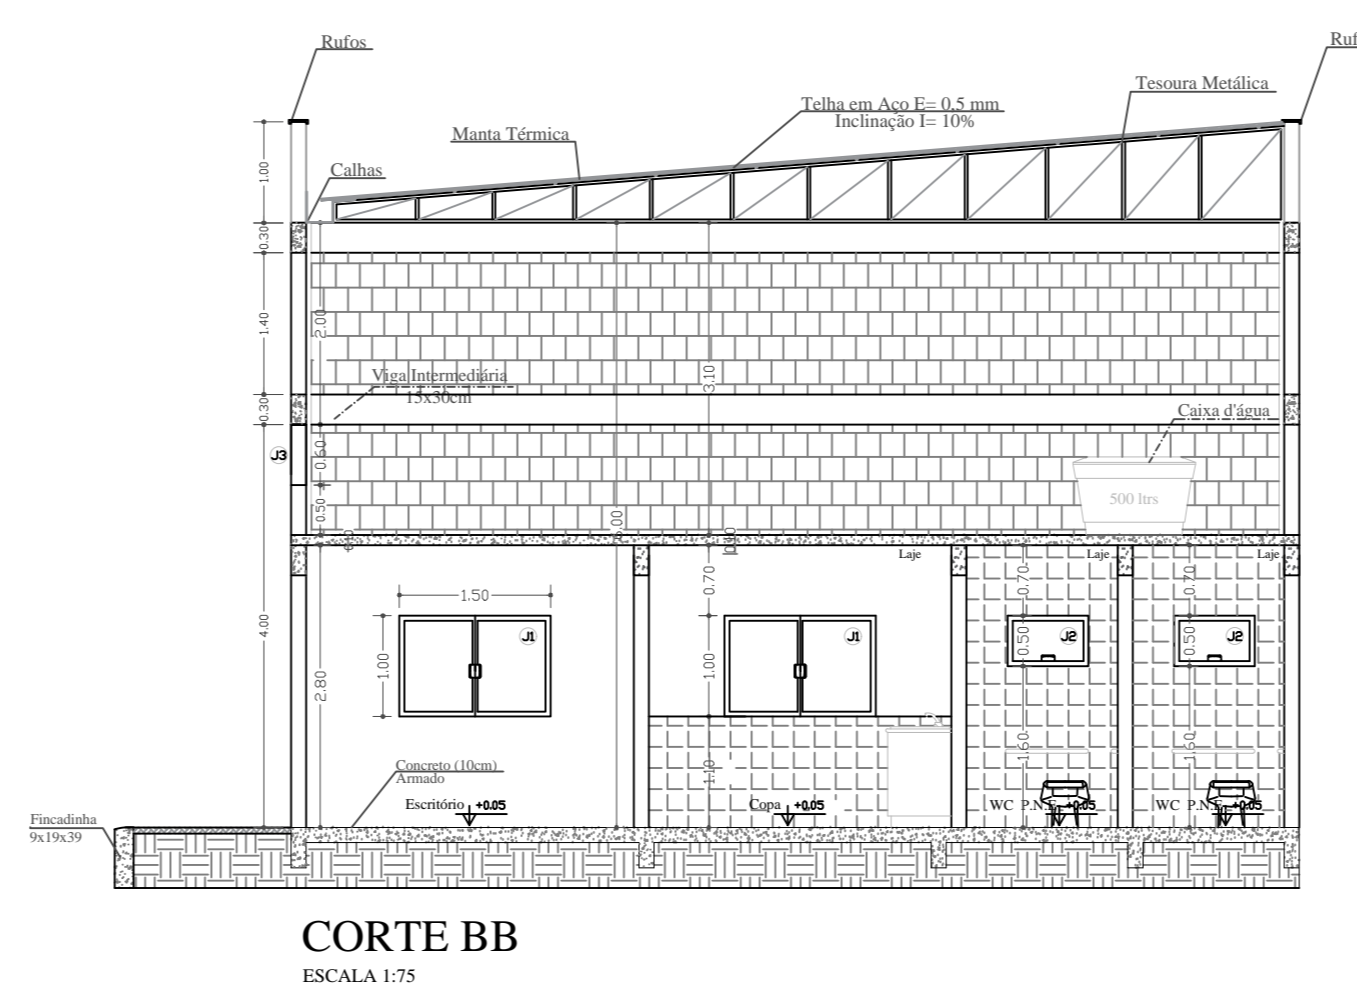 Rufos
Ruf
Tesoura Metálica
Telha em Aço E= 0,5 mm
Inclinação I= 10%
Manta Térmica
Calhas
1.00
0.30
1.40
2.00
3.10
Viga Intermediária
15x30cm
0.30
Caixa d'água
J3
0.60
500 ltrs
0.50
Laje
Laje
Laje
0.70
0.70
0.70
1.50
J1
J1
J2
J2
1.00
1.00
0.50
0.50
4.00
2.80
1.10
1.60
1.60
Concreto (10cm)
Armado
Escritório +0.05
Copa +0.05
WC P.N.E. +0.05
WC P.N.E. +0.05
Fincadinha
9x19x39
CORTE BB
ESCALA 1:75